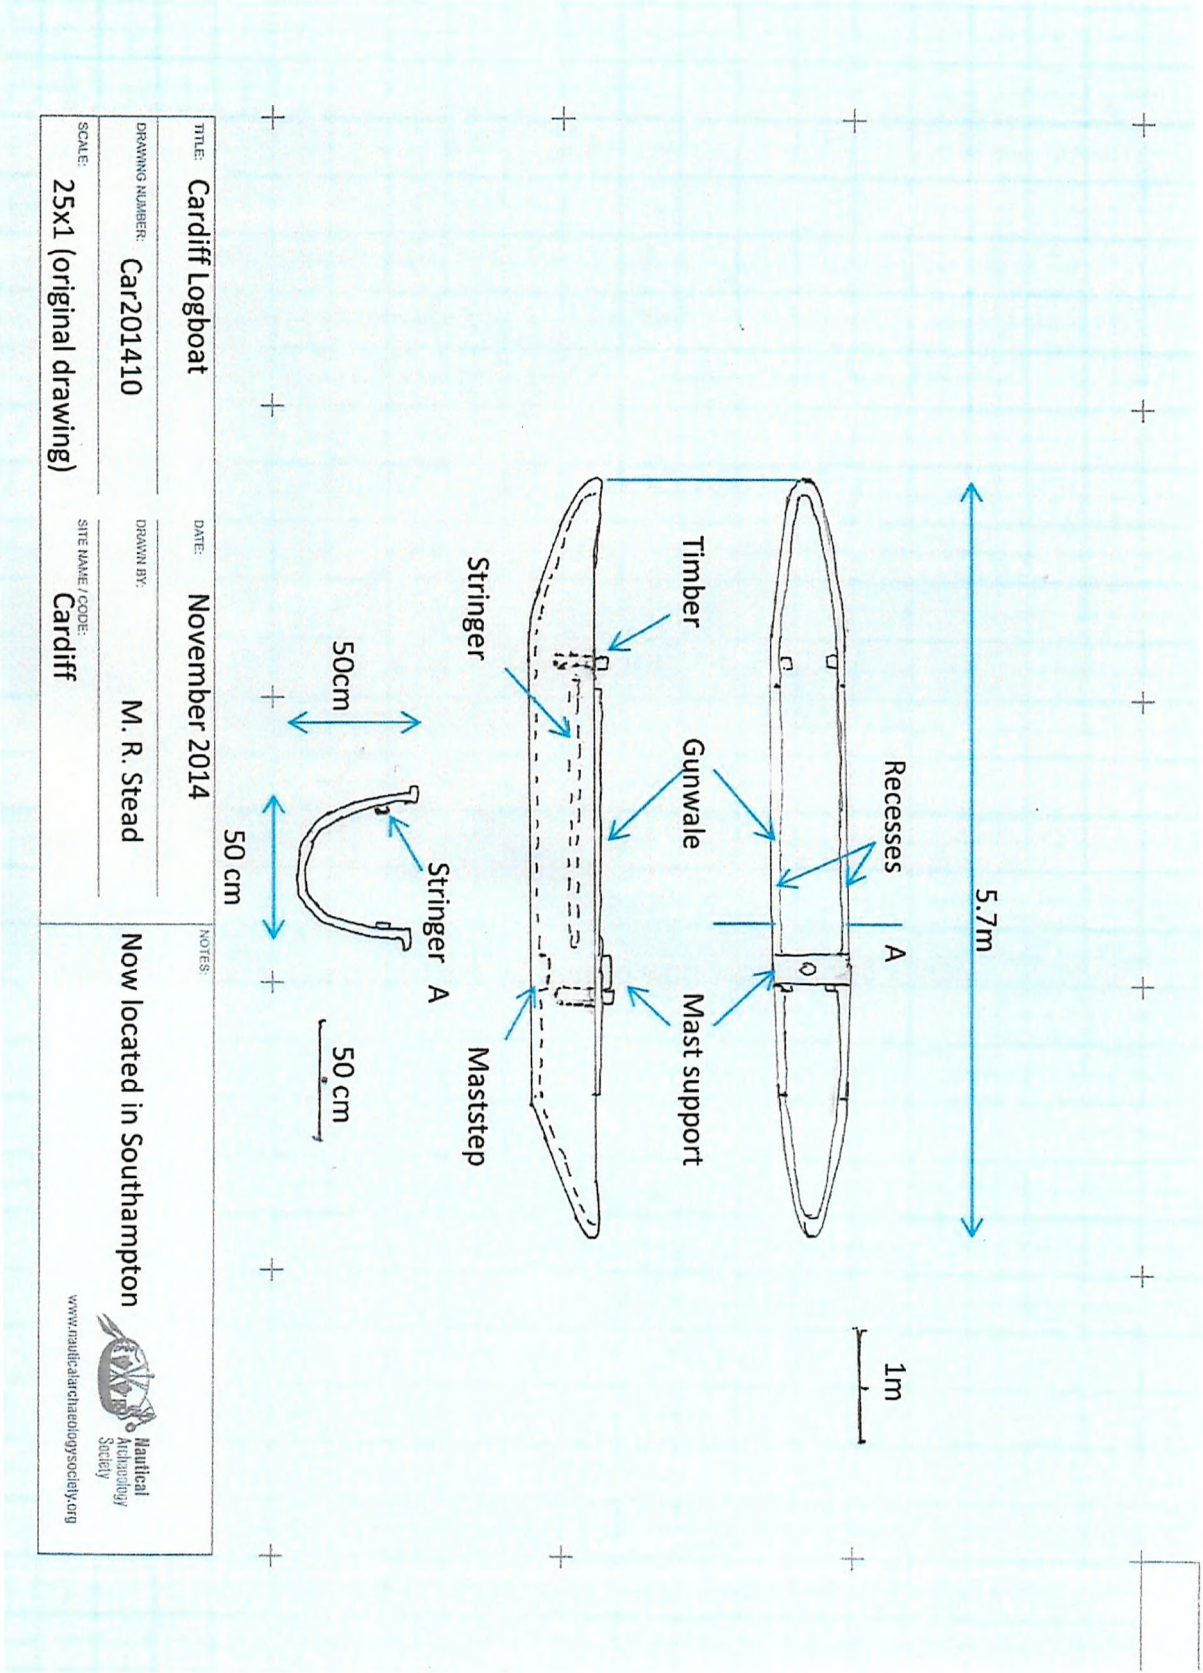 5.7m
1m
Recesses
A
Timber
Gunwale
Mast support
Stringer
Maststep
50cm
Stringer A
50 cm
50 cm
TITLE: Cardiff Logboat
DATE: November 2014
NOTES:
DRAWING NUMBER: Car201410
DRAWN BY: M. R. Stead
Now located in Southampton
SCALE: 25x1 (original drawing)
SITE NAME / CODE: Cardiff
Nautical
Archaeology
Society
www.nauticalarchaeologysociety.org